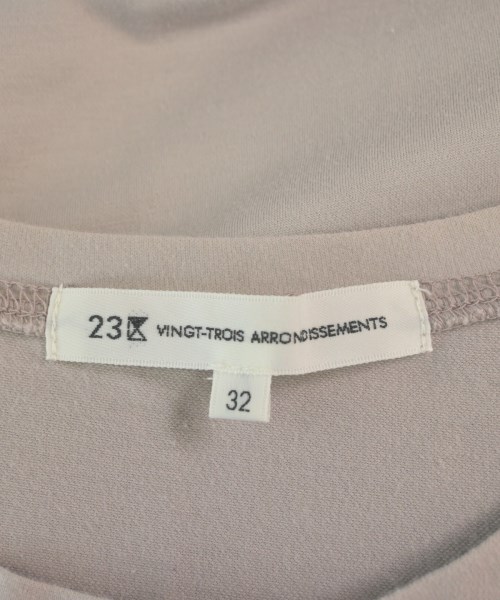 23区 VINGT-TROIS ARRONDISSEMENTS
32